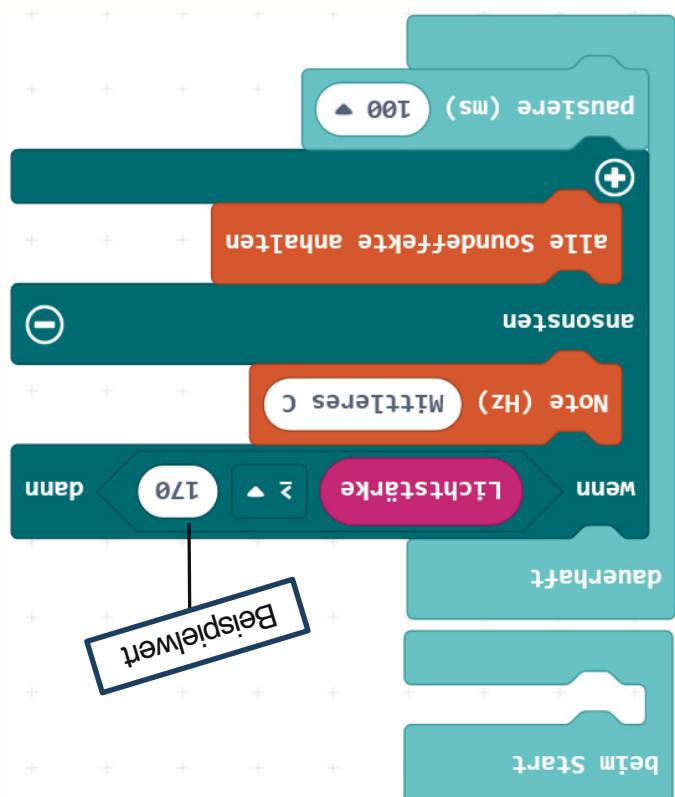 beim Start
dauerhaft
Beispielwert
wenn Lichtstärke ≥ 170 dann
Note (Hz) Mittleres C
ansonsten
alle Soundeffekte anhalten
pausiere (ms) 100